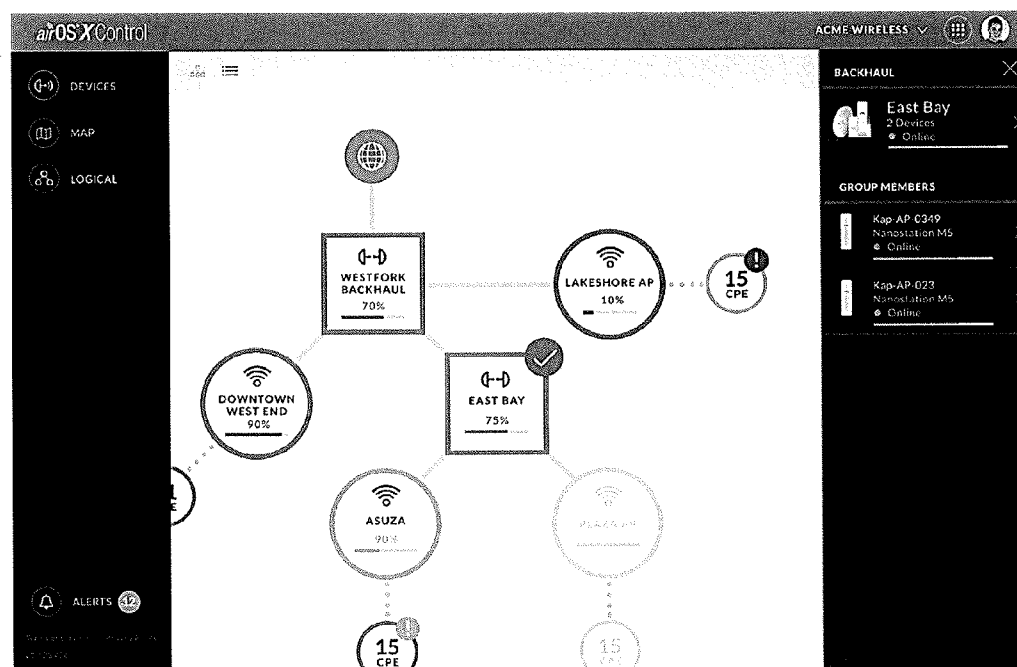 airOS X Control
ACME WIRELESS
DEVICES
MAP
LOGICAL
WESTFORK
BACKHAUL
70%
LAKESHORE AP
10%
15
CPE
DOWNTOWN
WEST END
90%
EAST BAY
75%
ASUZA
90%
15
CPE
15
CPE
ALERTS
BACKHAUL
East Bay
2 Devices
Online
GROUP MEMBERS
Kap-AP-0349
Nanostation M5
Online
Kap-AP-023
Nanostation M5
Online